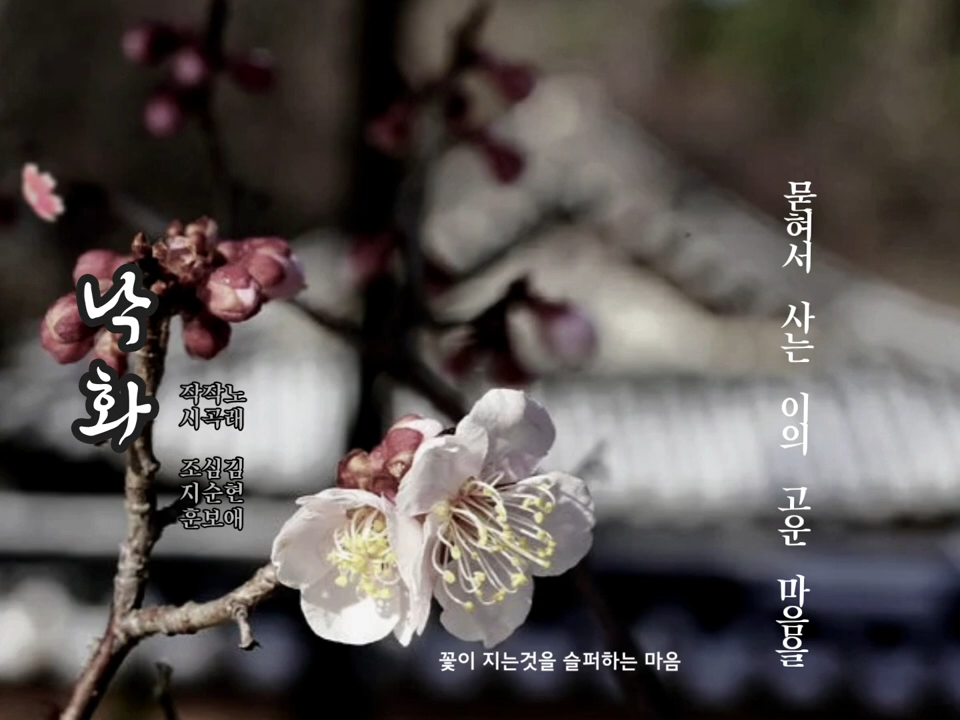 낙화
작시 조지훈
작곡 심순보
노래 김현애
묻혀서 사는 이의 고운 마음을
꽃이 지는것을 슬퍼하는 마음